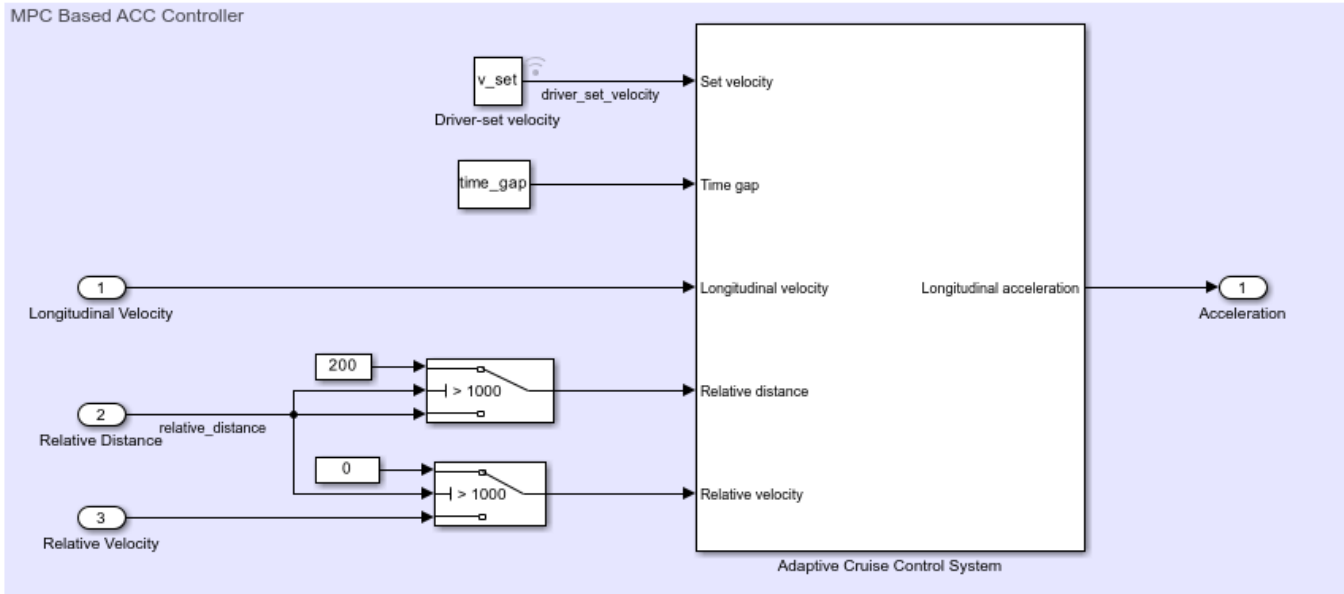 MPC Based ACC Controller
v_set
driver_set_velocity
Driver-set velocity
Set velocity
time_gap
Time gap
1
Longitudinal Velocity
Longitudinal velocity
Longitudinal acceleration
1
Acceleration
200
> 1000
Relative distance
2
relative_distance
Relative Distance
0
> 1000
Relative velocity
3
Relative Velocity
Adaptive Cruise Control System